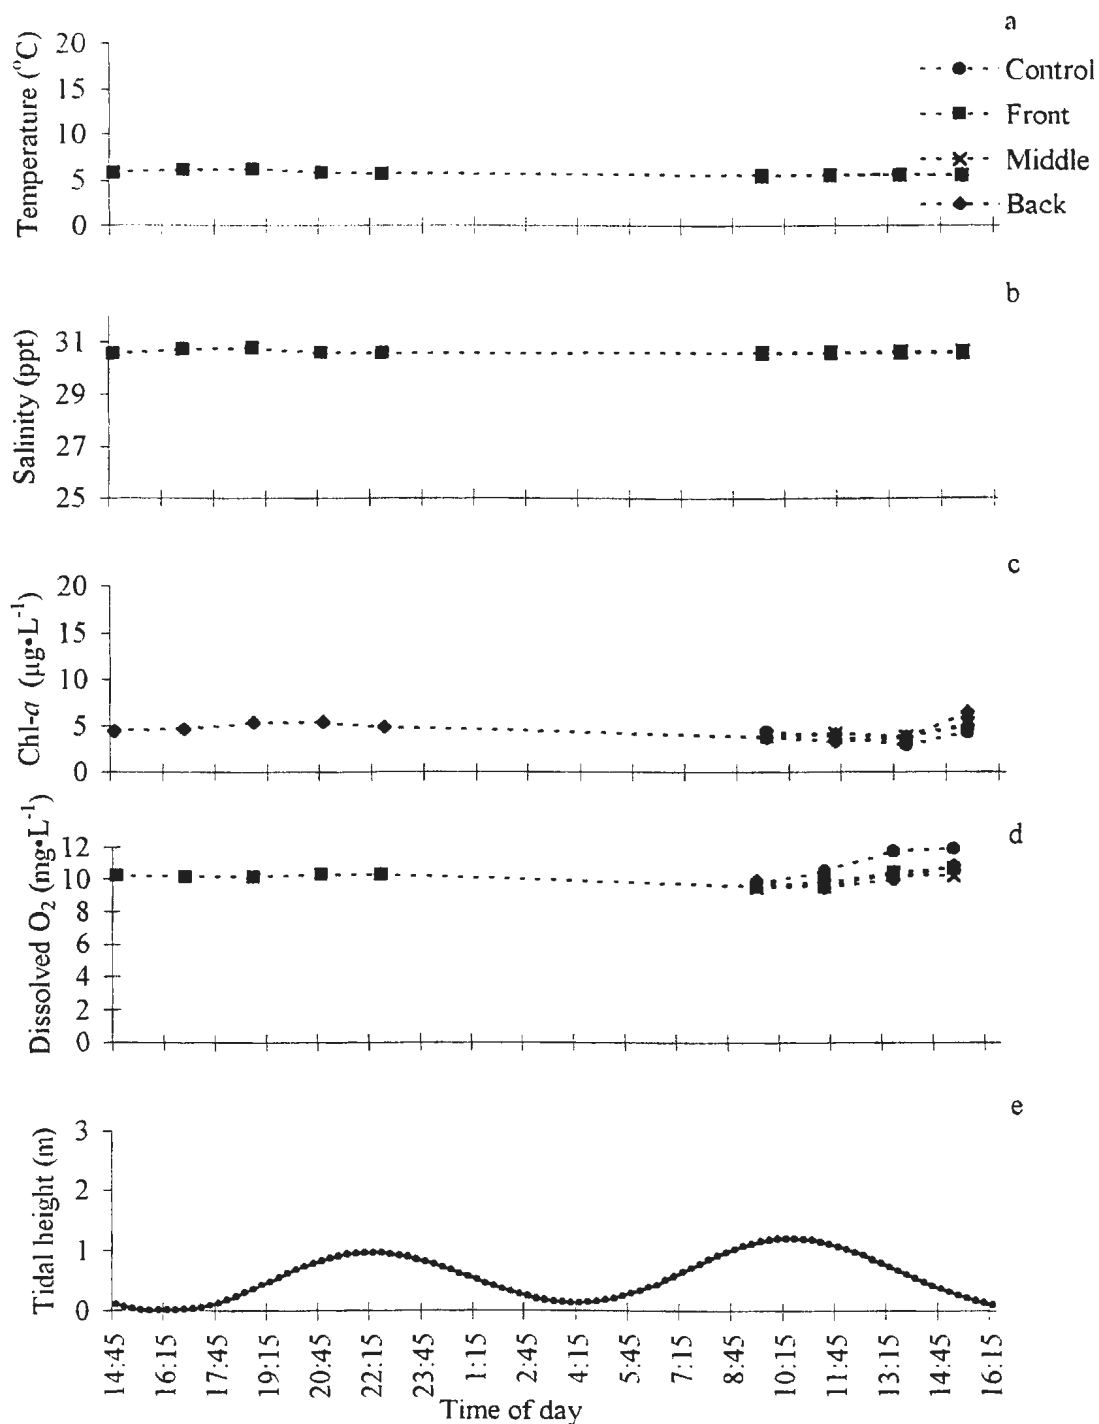 a
Temperature (°C)
20
15
10
5
0
Control
Front
Middle
Back
b
Salinity (ppt)
31
29
27
25
c
Chl-a (µg•L⁻¹)
20
15
10
5
0
d
Dissolved O₂ (mg•L⁻¹)
12
10
8
6
4
2
0
e
Tidal height (m)
3
2
1
0
14:45
16:15
17:45
19:15
20:45
22:15
23:45
1:15
2:45
4:15
5:45
7:15
8:45
10:15
11:45
13:15
14:45
16:15
Time of day